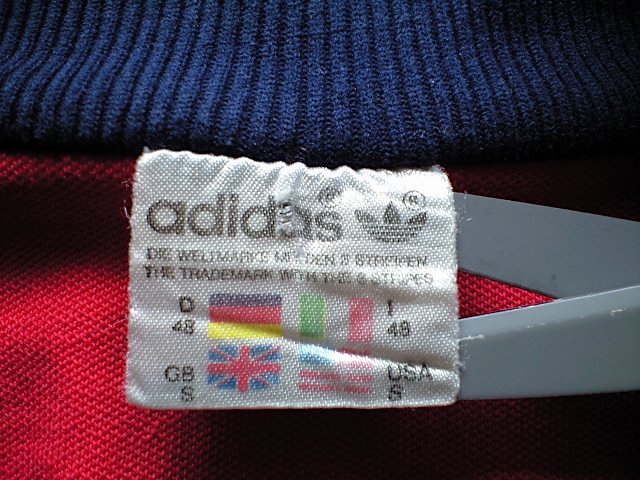 adidas ®
DIE WELTMARKE MIT DEN 3 STREIFEN
THE TRADEMARK WITH THE 3 STRIPES
D 48
I 48
GB S
USA S